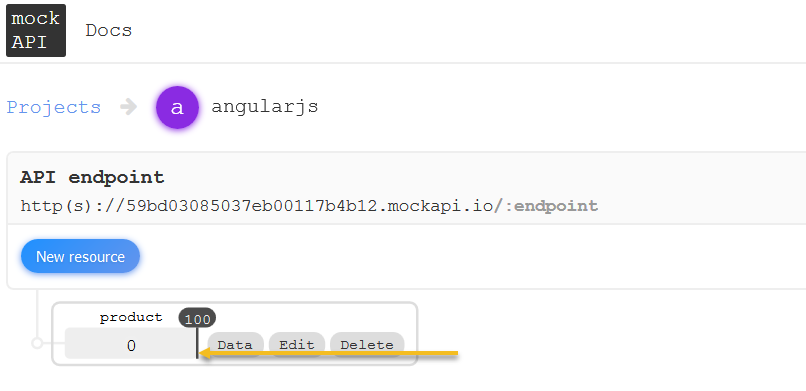 mock
API
Docs
Projects
a
angularjs
API endpoint
http(s)://59bd03085037eb00117b4b12.mockapi.io/:endpoint
New resource
product
100
0
Data
Edit
Delete